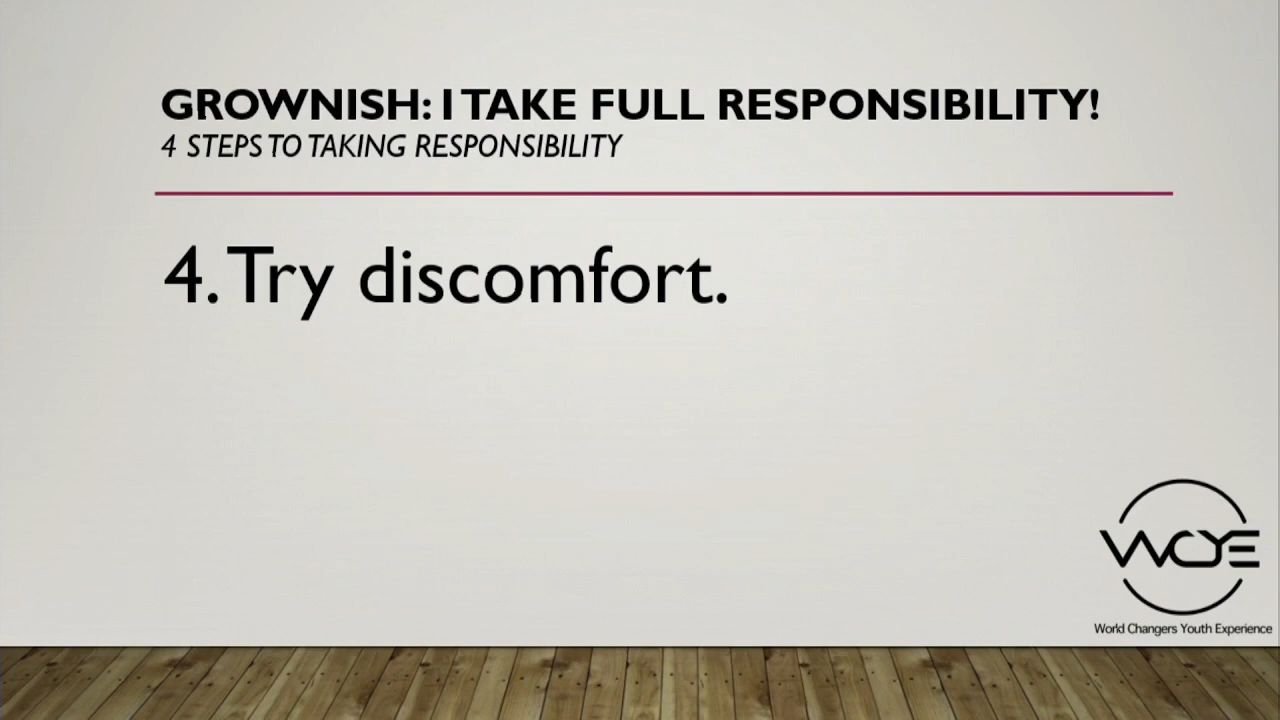 GROWNISH: I TAKE FULL RESPONSIBILITY!
4 STEPS TO TAKING RESPONSIBILITY
4. Try discomfort.
WCYE
World Changers Youth Experience